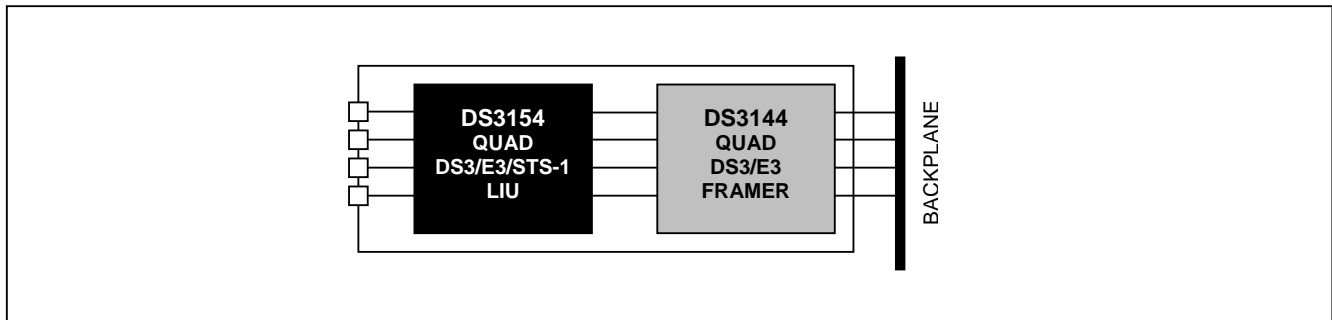 DS3154
QUAD
DS3/E3/STS-1
LIU
DS3144
QUAD
DS3/E3
FRAMER
BACKPLANE